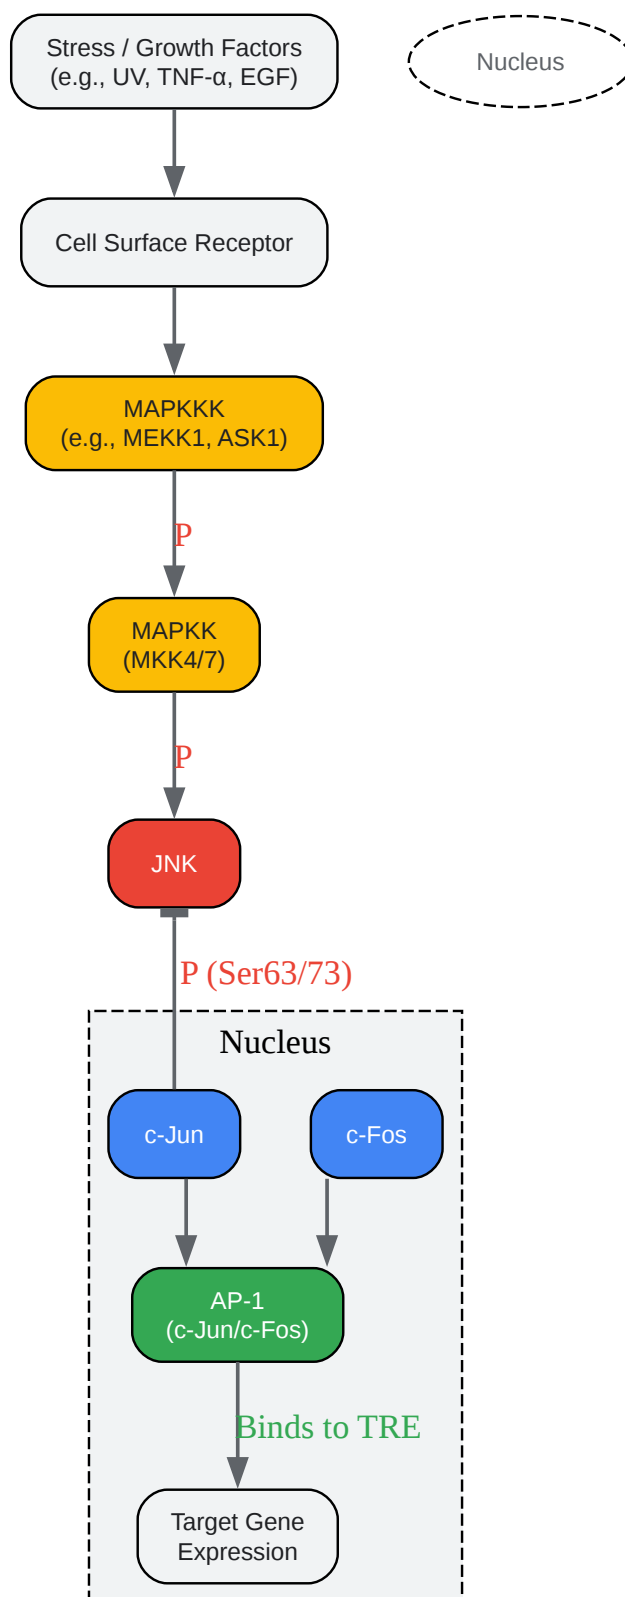 Stress / Growth Factors
(e.g., UV, TNF-α, EGF)
Nucleus
Cell Surface Receptor
MAPKKK
(e.g., MEKK1, ASK1)
P
MAPKK
(MKK4/7)
P
JNK
P (Ser63/73)
Nucleus
c-Jun
c-Fos
AP-1
(c-Jun/c-Fos)
Binds to TRE
Target Gene
Expression